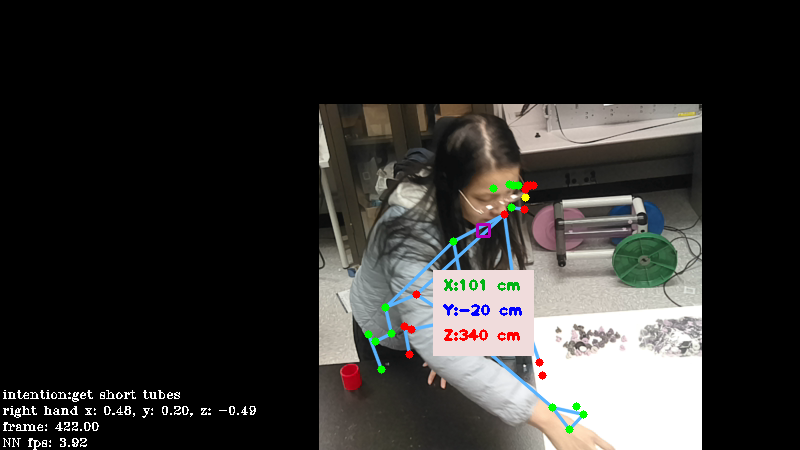 X:101 cm
Y:-20 cm
Z:340 cm
intention:get short tubes
right hand x: 0.48, y: 0.20, z: -0.49
frame: 422.00
NN fps: 3.92